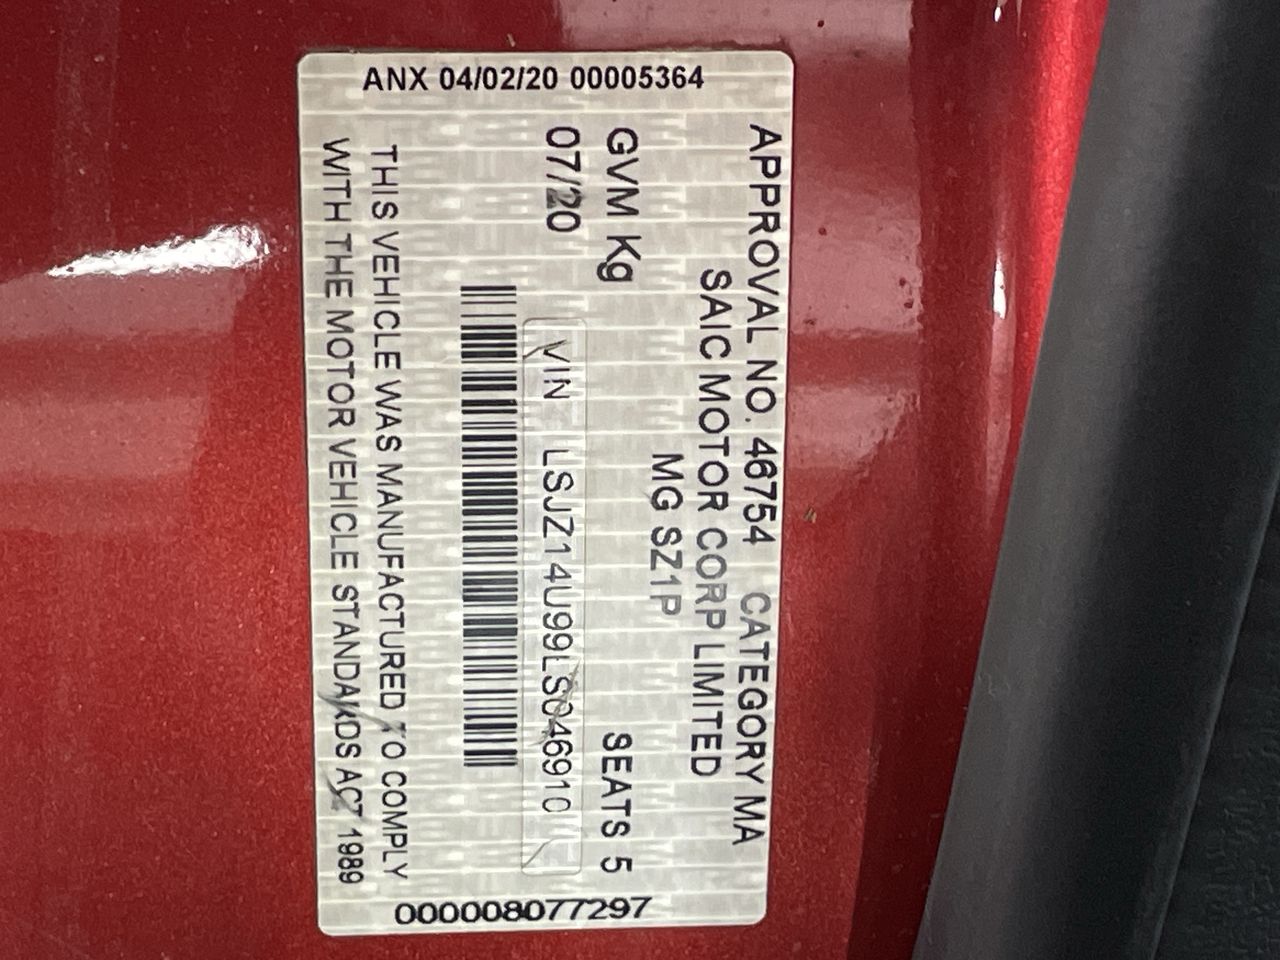 ANX 04/02/20 00005364
APPROVAL NO. 46754 CATEGORY MA
SAIC MOTOR CORP LIMITED
MG SZ1P
GVM Kg SEATS 5
07/20
VIN LSJZ14U99LS046910
THIS VEHICLE WAS MANUFACTURED TO COMPLY
WITH THE MOTOR VEHICLE STANDARDS ACT 1989
000008077297